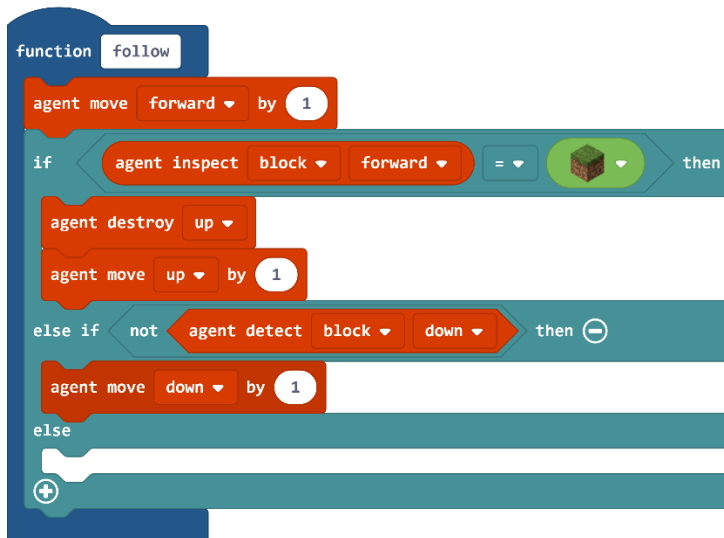 function follow
agent move forward by 1
if agent inspect block forward = then
agent destroy up
agent move up by 1
else if not agent detect block down then
agent move down by 1
else